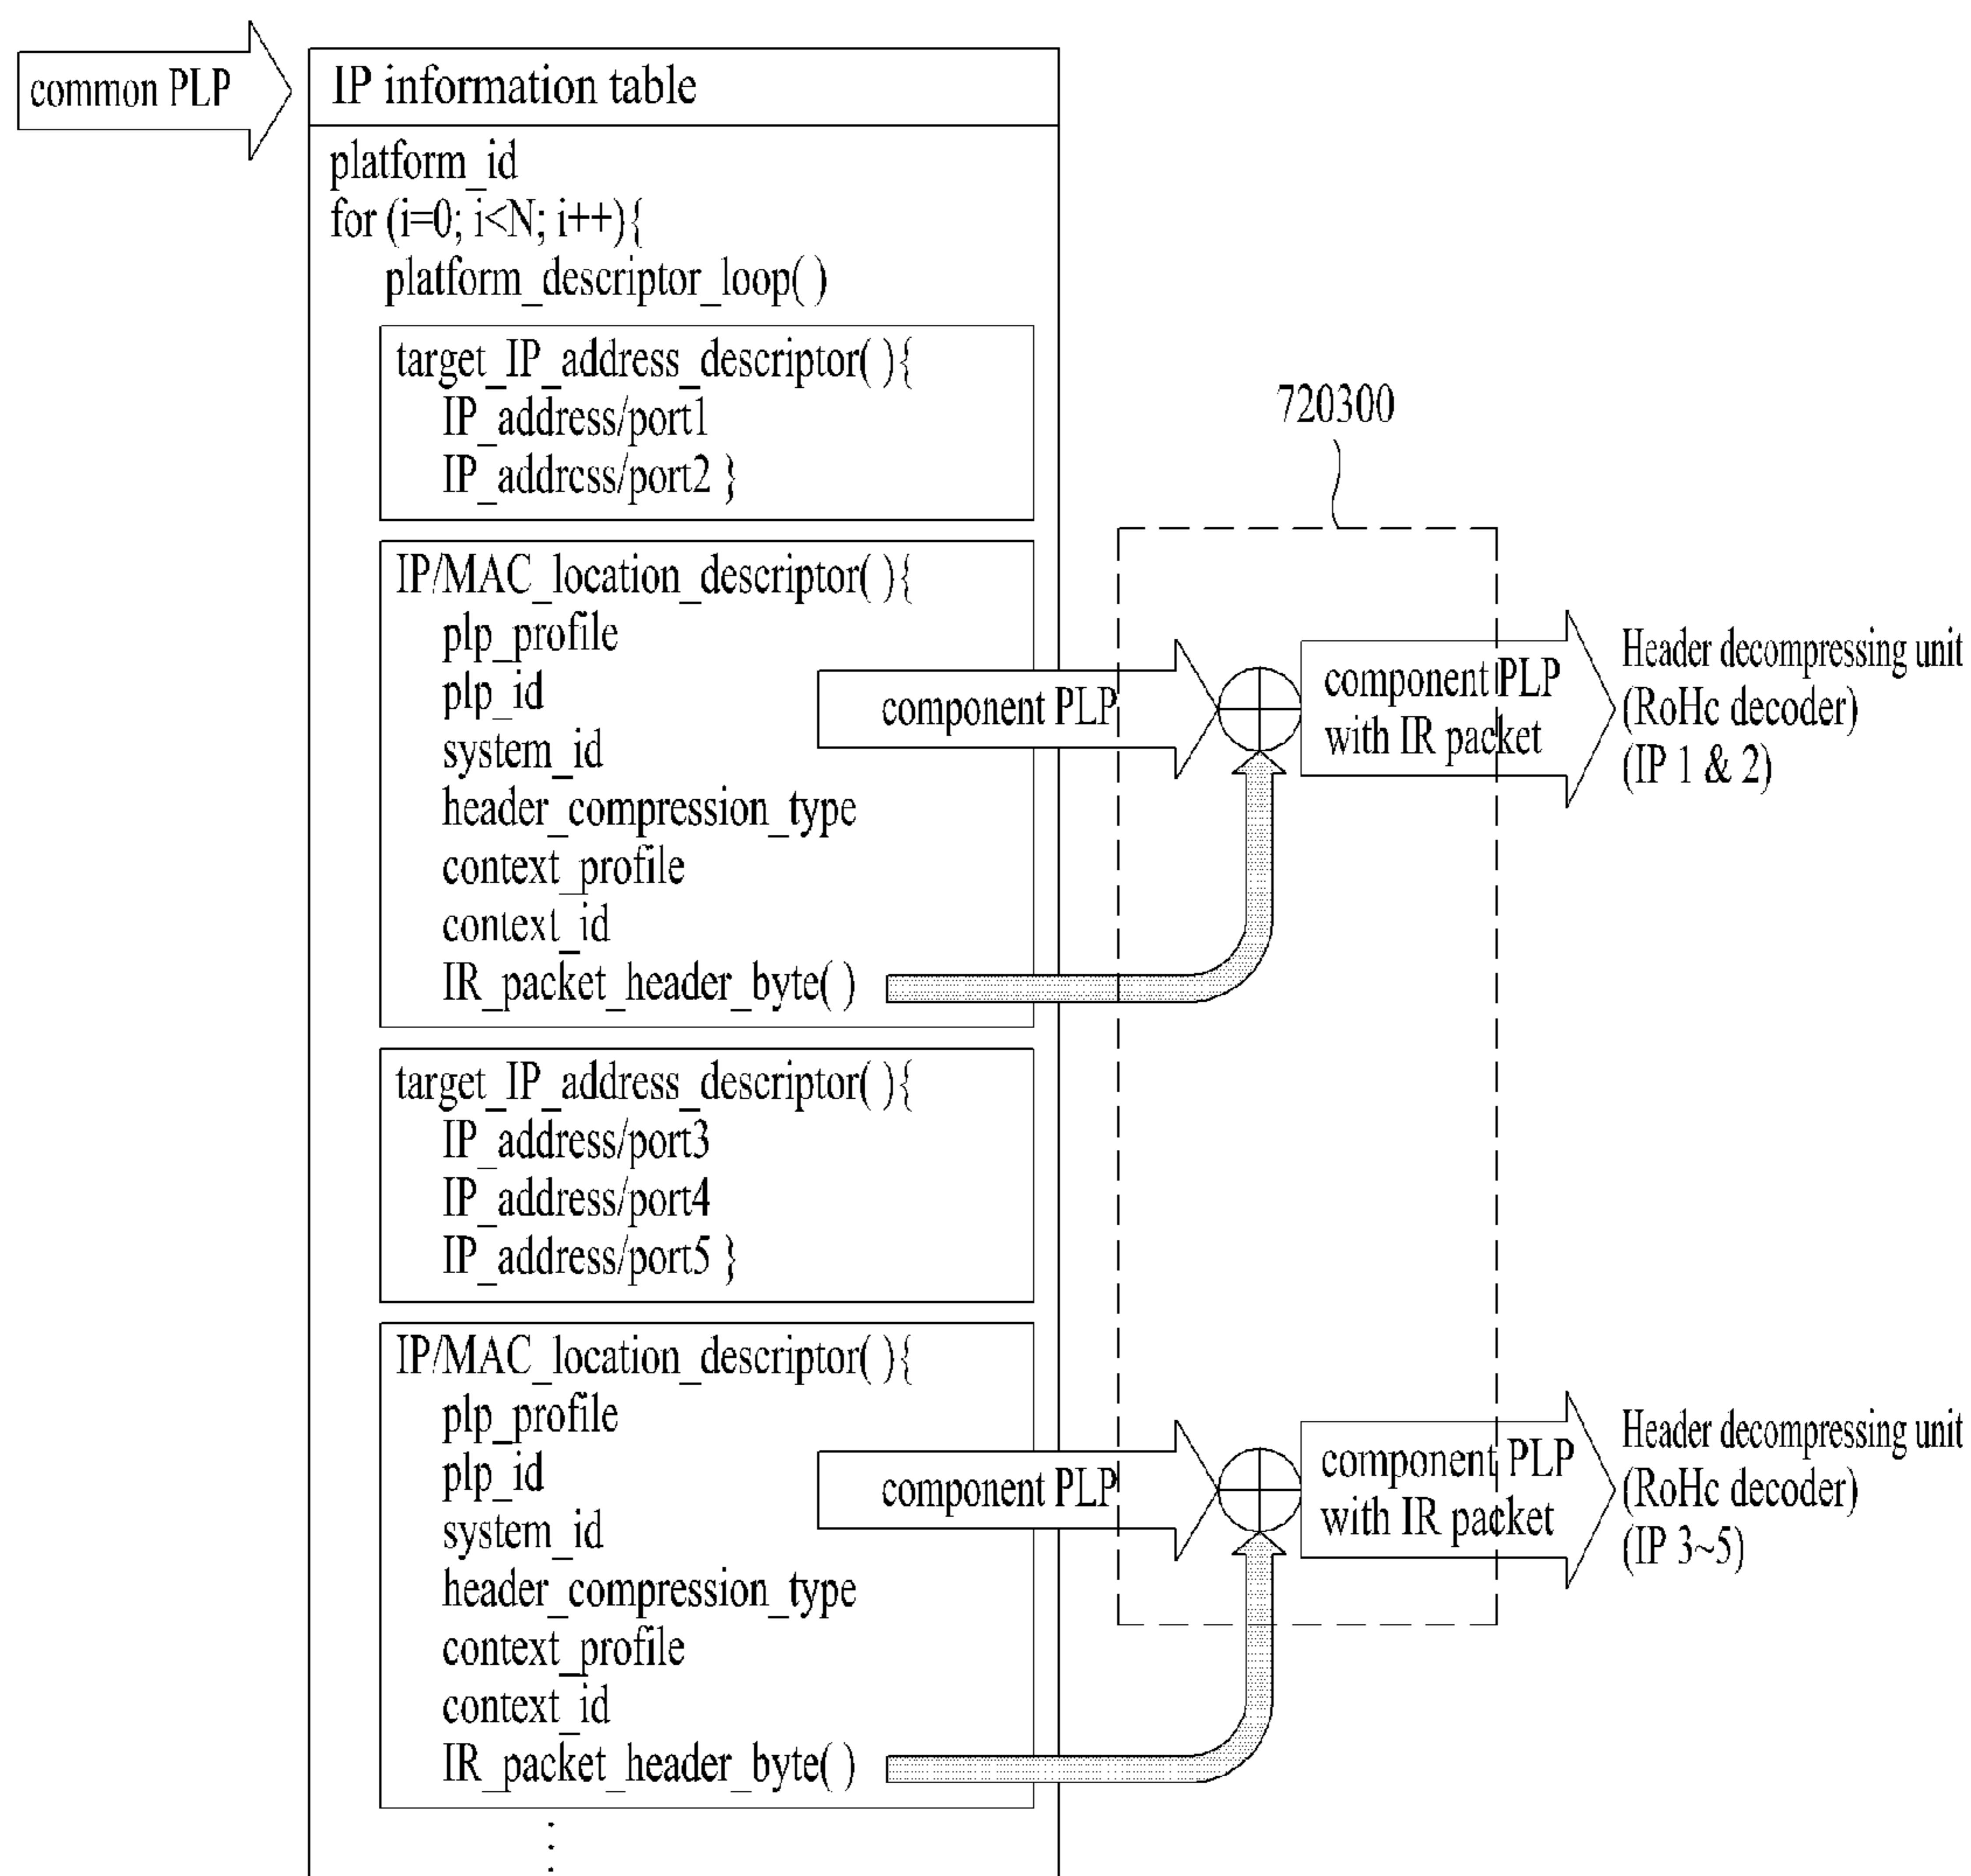 common PLP
IP information table
platform_id
for (i=0; i<N; i++){
platform_descriptor_loop( )
target_IP_address_descriptor( ){
IP_address/port1
IP_addrcss/port2 }
720300
IP/MAC_location_descriptor( ){
plp_profile
plp_id
system_id
header_compression_type
context_profile
context_id
IR_packet_header_byte( )
component PLP
component PLP
with IR packet
Header decompressing unit
(RoHc decoder)
(IP 1 & 2)
target_IP_address_descriptor( ){
IP_address/port3
IP_address/port4
IP_address/port5 }
IP/MAC_location_descriptor( ){
plp_profile
plp_id
system_id
header_compression_type
context_profile
context_id
IR_packet_header_byte( )
component PLP
component PLP
with IR packet
Header decompressing unit
(RoHc decoder)
(IP 3~5)